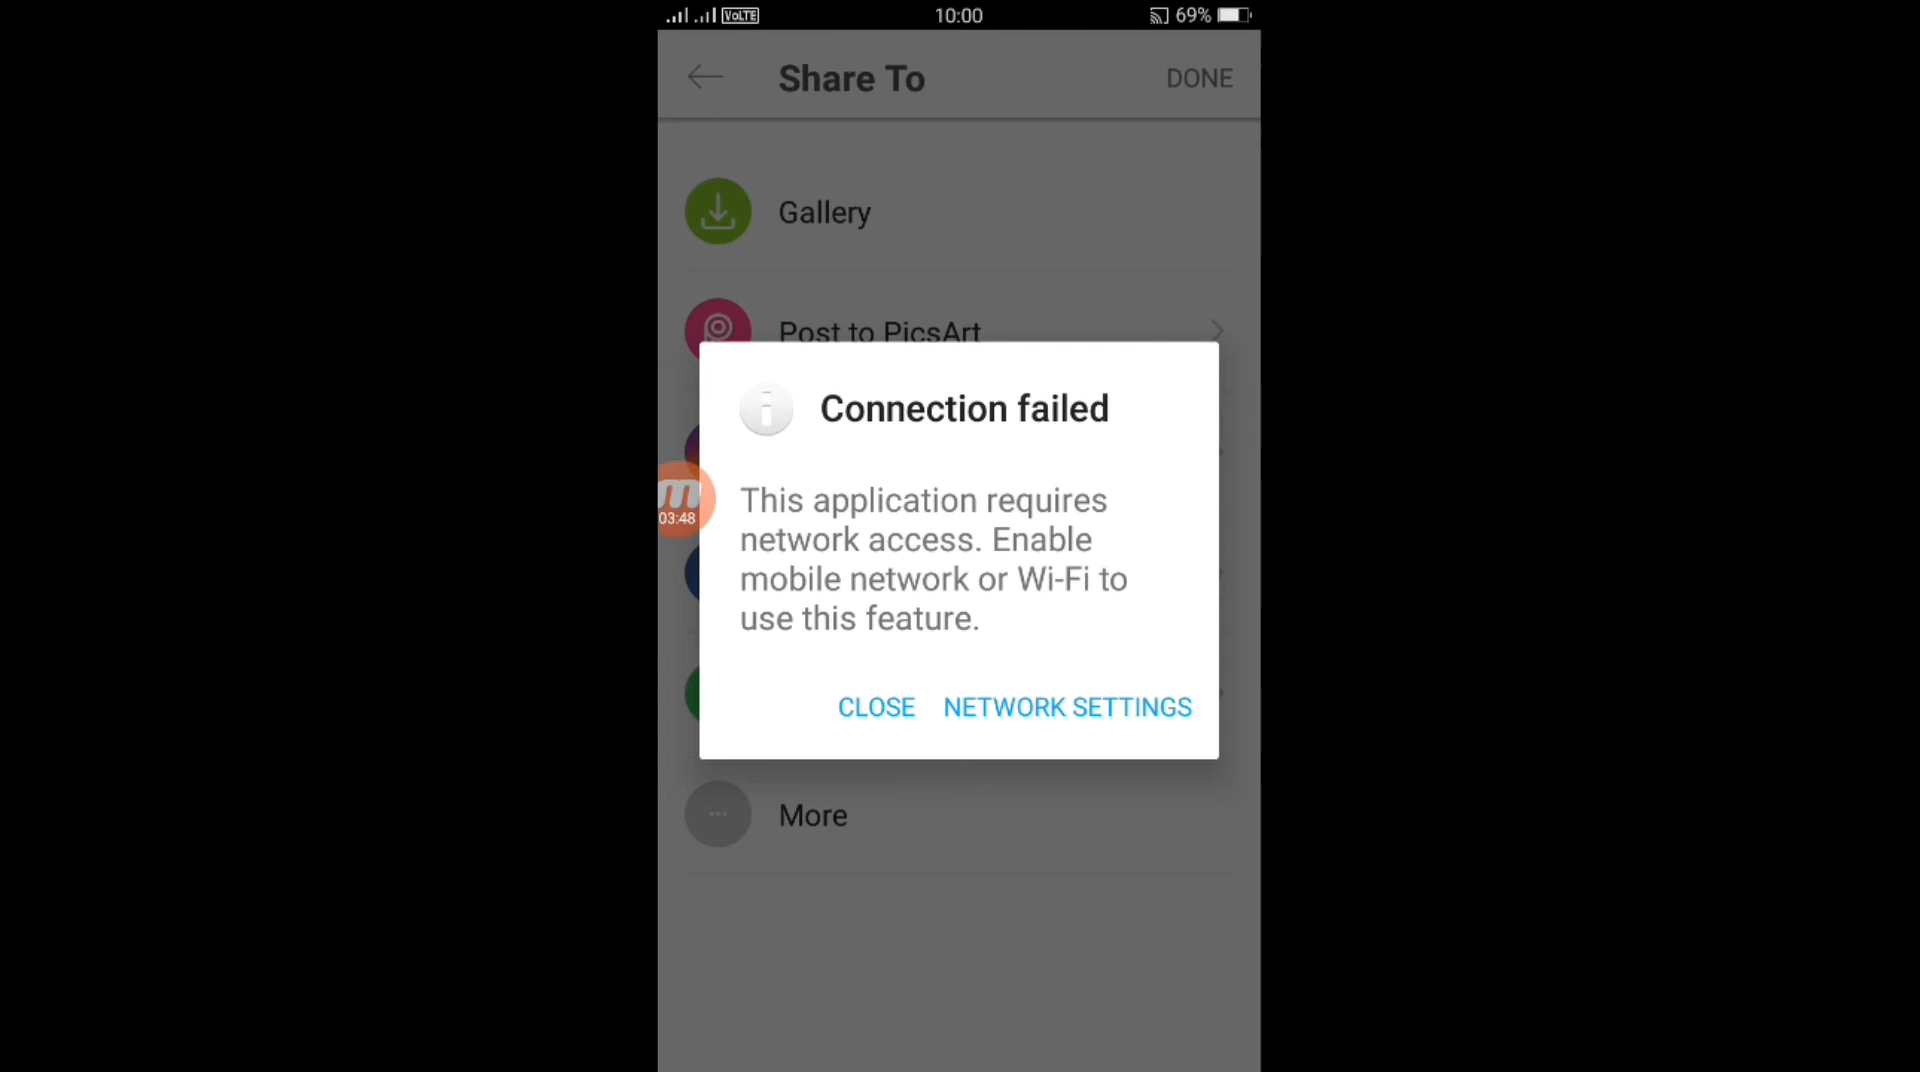 VoLTE 10:00 69%
Share To DONE
Gallery
Post to PicsArt
Connection failed
This application requires
network access. Enable
mobile network or Wi-Fi to
use this feature.
03:48
CLOSE NETWORK SETTINGS
More